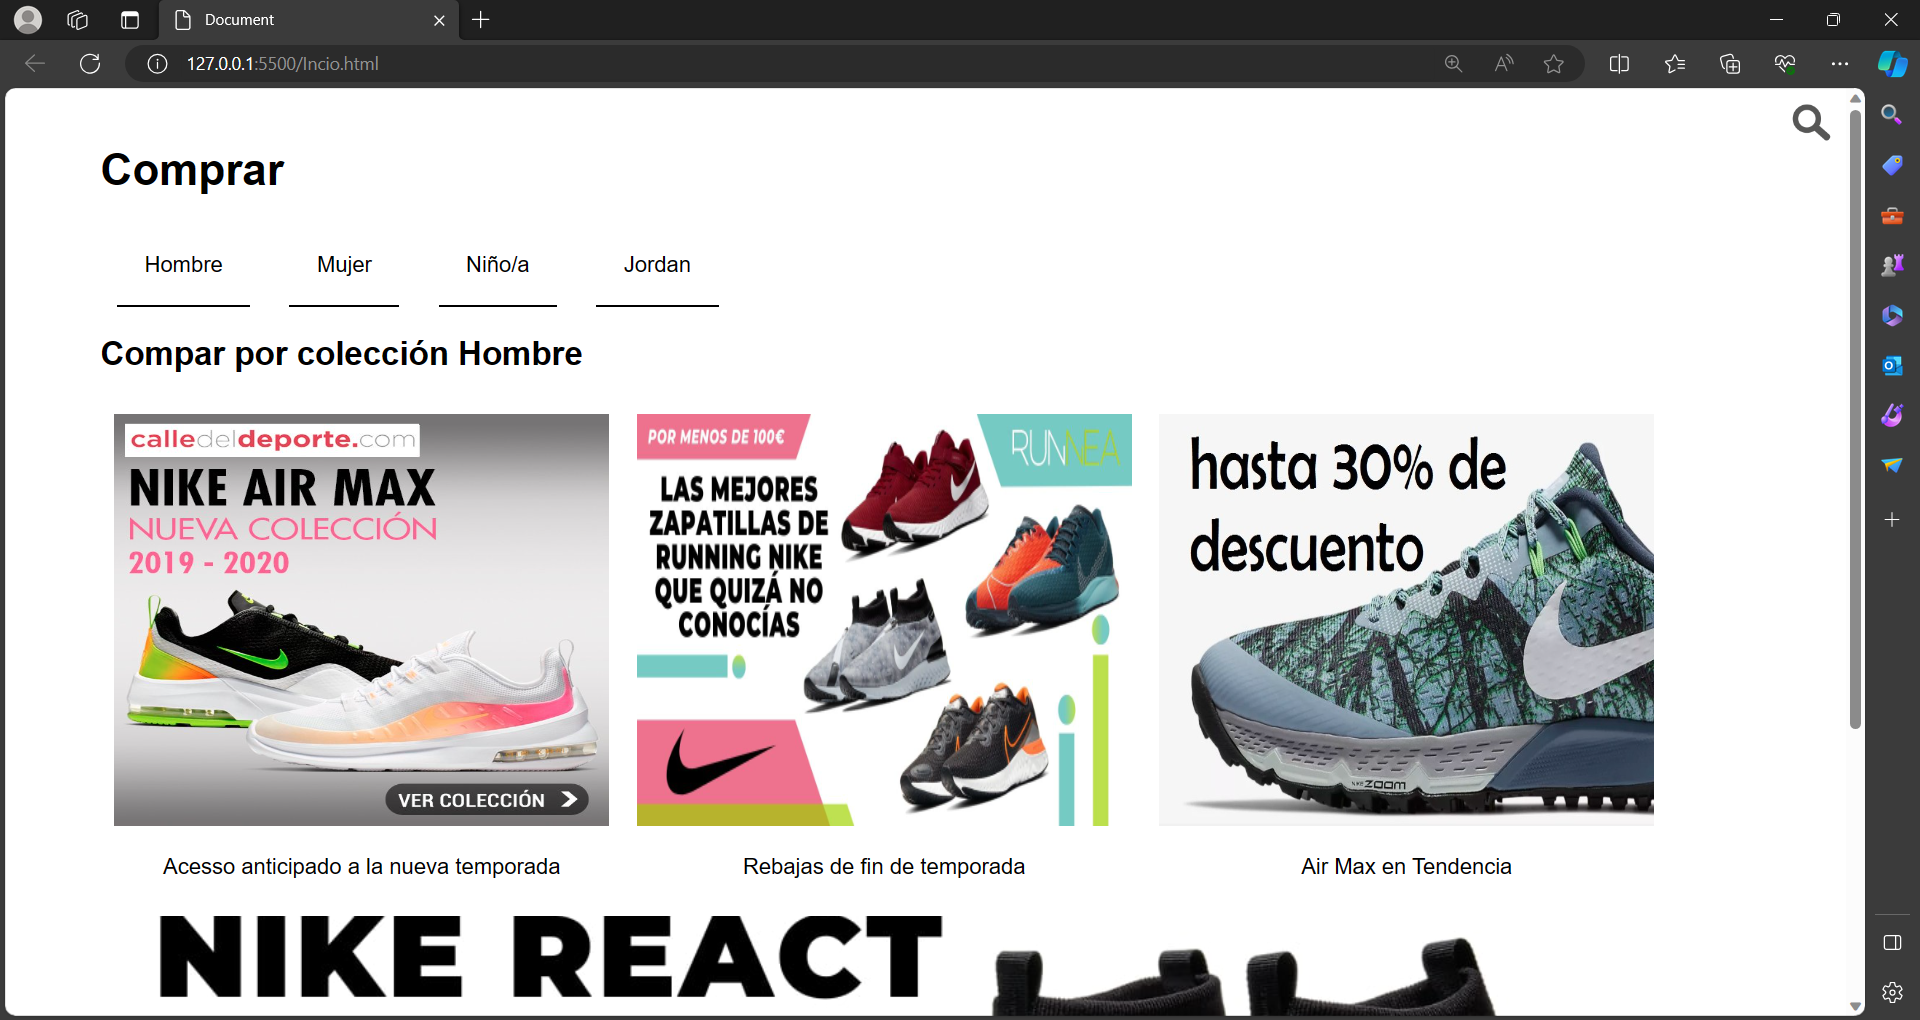 Document
127.0.0.1:5500/Incio.html
Comprar
Hombre Mujer Niño/a Jordan
Compar por colección Hombre
calledeldeporte.com
NIKE AIR MAX
NUEVA COLECCIÓN
2019 - 2020
VER COLECCIÓN
POR MENOS DE 100€
RUNNEA
LAS MEJORES
ZAPATILLAS DE
RUNNING NIKE
QUE QUIZÁ NO
CONOCÍAS
hasta 30% de
descuento
NIKE ZOOM
Acesso anticipado a la nueva temporada
Rebajas de fin de temporada
Air Max en Tendencia
NIKE REACT